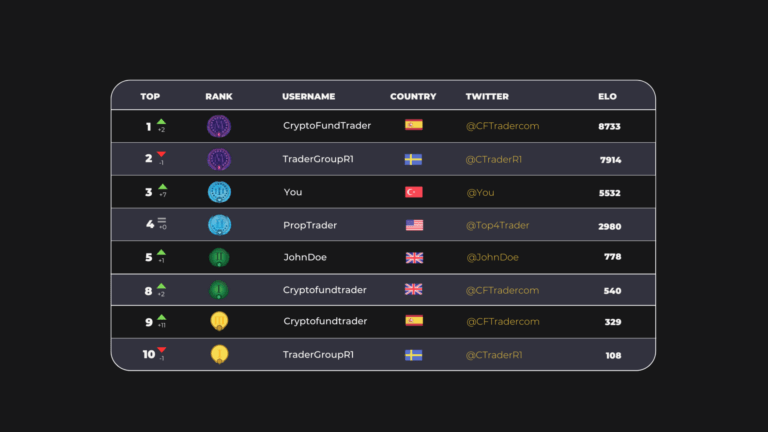 TOP RANK USERNAME COUNTRY TWITTER ELO
1 +2 CryptoFundTrader @CFTradercom 8733
2 -1 TraderGroupR1 @CTraderR1 7914
3 +7 You @You 5532
4 +0 PropTrader @Top4Trader 2980
5 +1 JohnDoe @JohnDoe 778
8 +2 Cryptofundtrader @CFTradercom 540
9 +11 Cryptofundtrader @CFTradercom 329
10 -1 TraderGroupR1 @CTraderR1 108